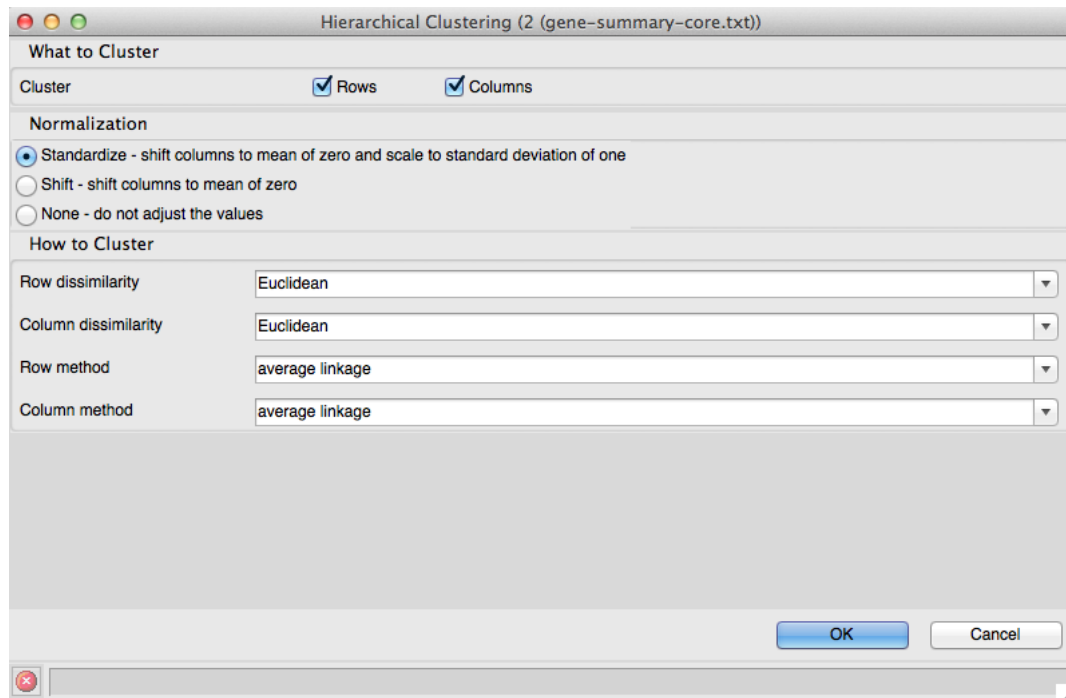 Hierarchical Clustering (2 (gene-summary-core.txt))
What to Cluster
Cluster Rows Columns
Normalization
Standardize - shift columns to mean of zero and scale to standard deviation of one
Shift - shift columns to mean of zero
None - do not adjust the values
How to Cluster
Row dissimilarity Euclidean
Column dissimilarity Euclidean
Row method average linkage
Column method average linkage
OK Cancel